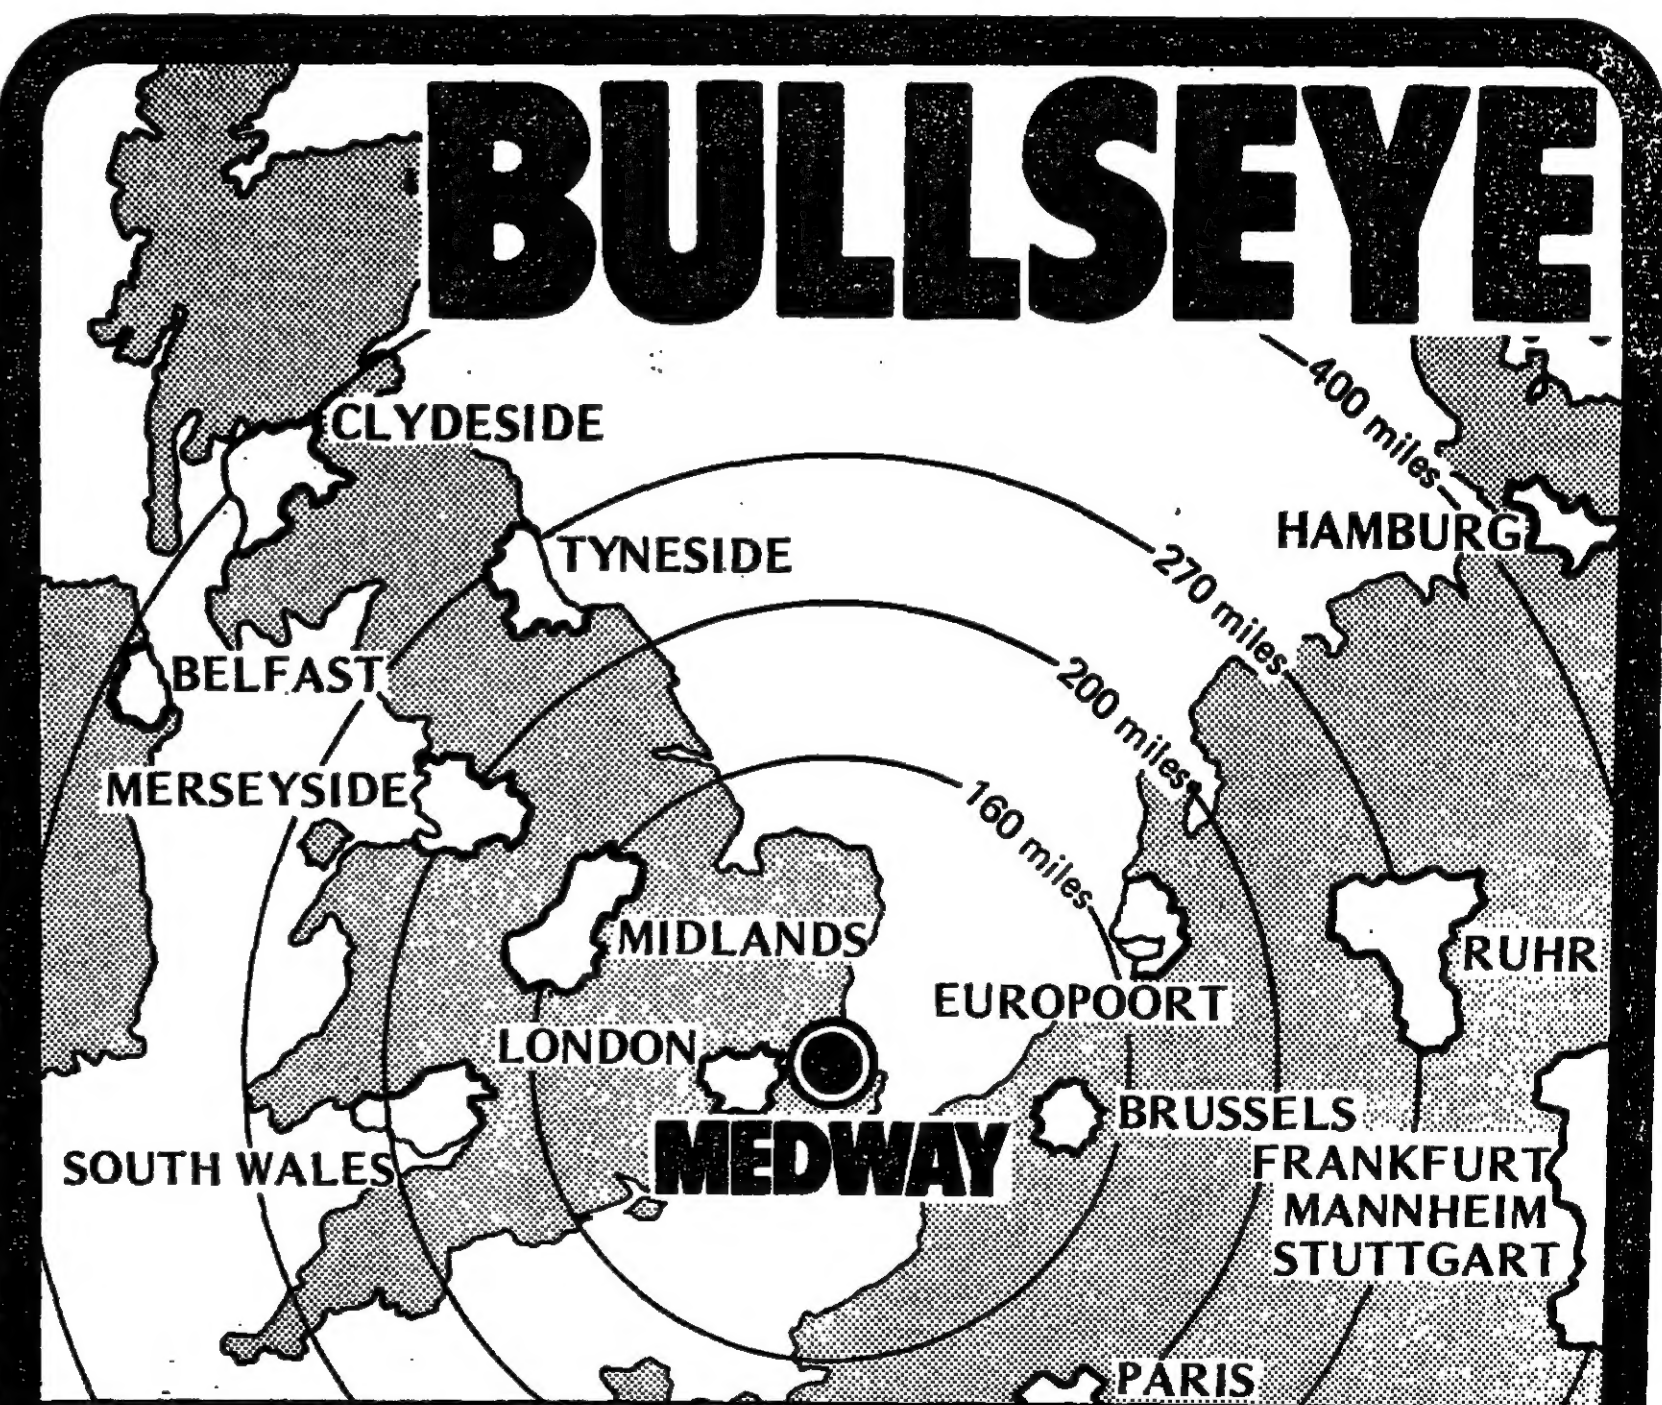 BULLSEYE
400 miles
CLYDESIDE
HAMBURG
TYNESIDE
270 miles
BELFAST
200 miles
MERSEYSIDE
160 miles
MIDLANDS
RUHR
EUROPOORT
LONDON
BRUSSELS
MEDWAY
SOUTH WALES
FRANKFURT
MANNHEIM
STUTTGART
PARIS